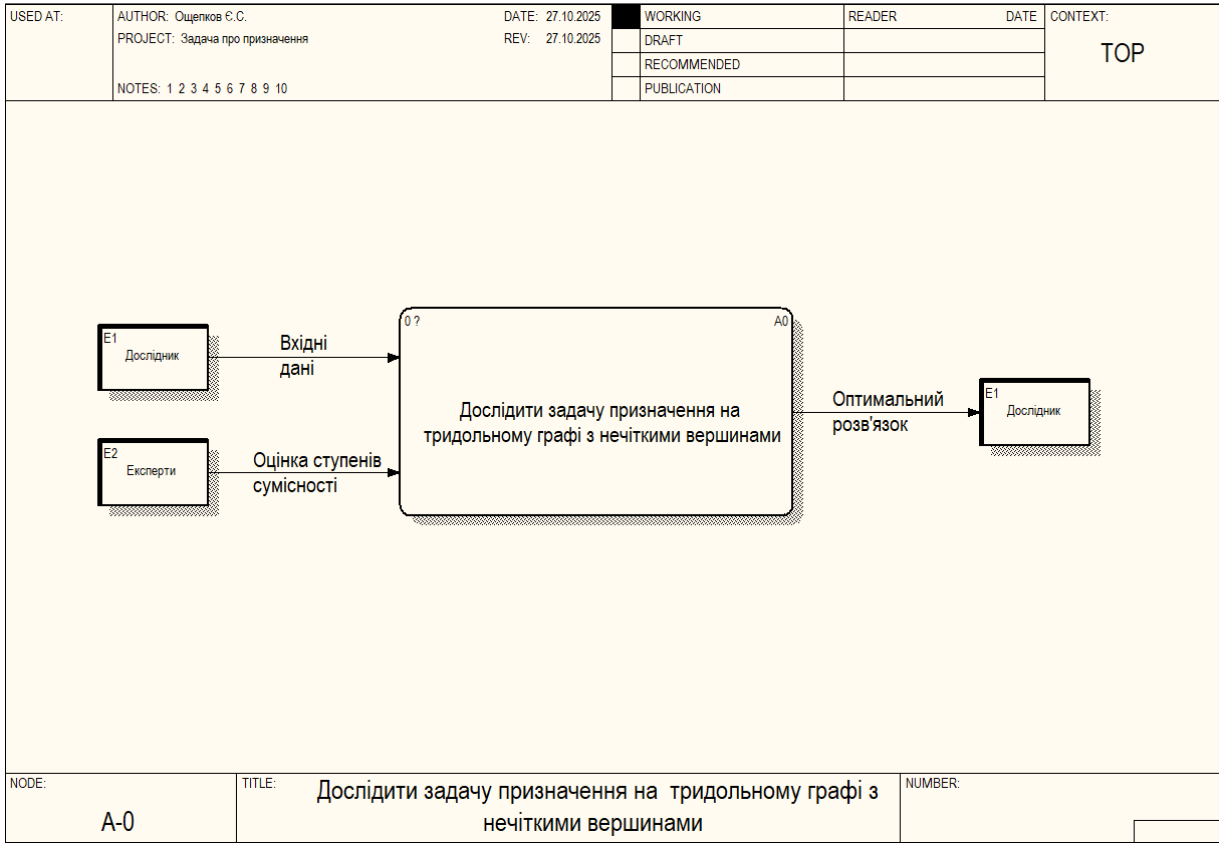 USED AT:
AUTHOR: Ощепков Є.С.
DATE: 27.10.2025
WORKING
READER
DATE
CONTEXT:
PROJECT: Задача про призначення
REV: 27.10.2025
DRAFT
TOP
RECOMMENDED
NOTES: 1 2 3 4 5 6 7 8 9 10
PUBLICATION
E1
Дослідник
Вхідні
дані
E2
Експерти
Оцінка ступенів
сумісності
0 ?
A0
Дослідити задачу призначення на
тридольному графі з нечіткими вершинами
Оптимальний
розв'язок
E1
Дослідник
NODE:
A-0
TITLE:
Дослідити задачу призначення на тридольному графі з
нечіткими вершинами
NUMBER: